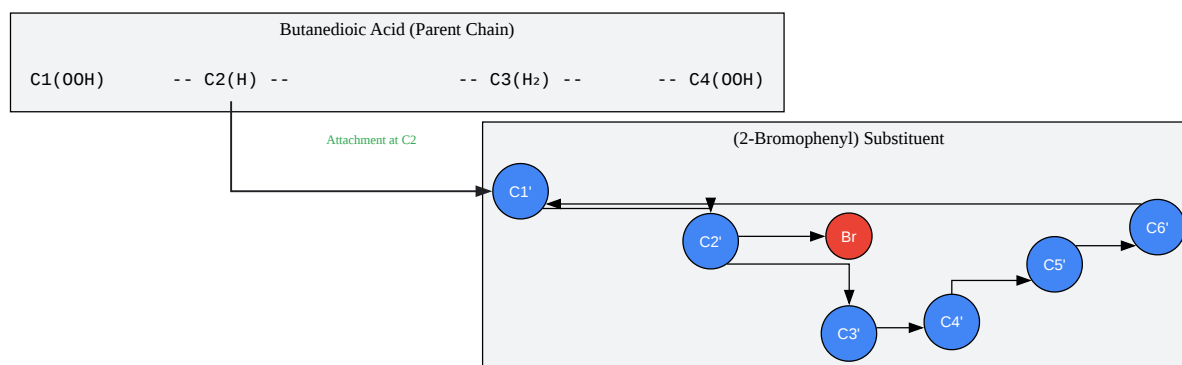 Butanedioic Acid (Parent Chain)
C1(OOH) -- C2(H) -- -- C3(H₂) -- -- C4(OOH)
Attachment at C2
(2-Bromophenyl) Substituent
C1'
C2'
Br
C3'
C4'
C5'
C6'